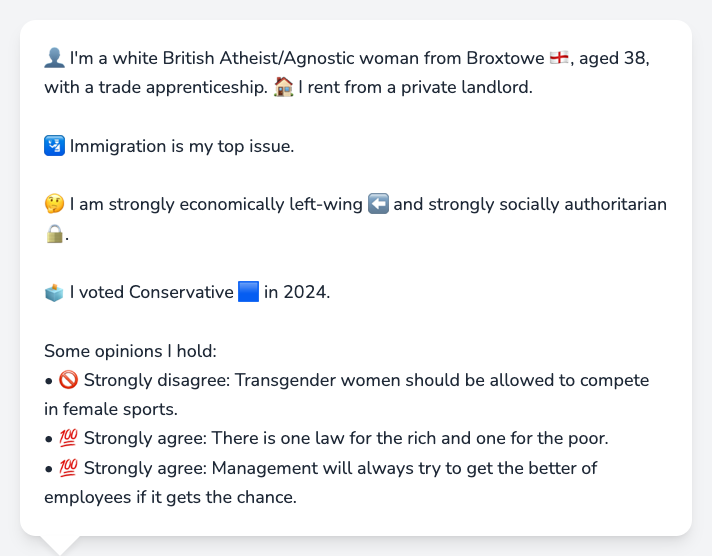 👤 I'm a white British Atheist/Agnostic woman from Broxtowe 🏴󠁧󠁢󠁥󠁮󠁧󠁿, aged 38,
with a trade apprenticeship. 🏠 I rent from a private landlord.
🛂 Immigration is my top issue.
🤔 I am strongly economically left-wing ⬅️ and strongly socially authoritarian
🔒.
🗳️ I voted Conservative 🟦 in 2024.
Some opinions I hold:
• 🚫 Strongly disagree: Transgender women should be allowed to compete
in female sports.
• 💯 Strongly agree: There is one law for the rich and one for the poor.
• 💯 Strongly agree: Management will always try to get the better of
employees if it gets the chance.